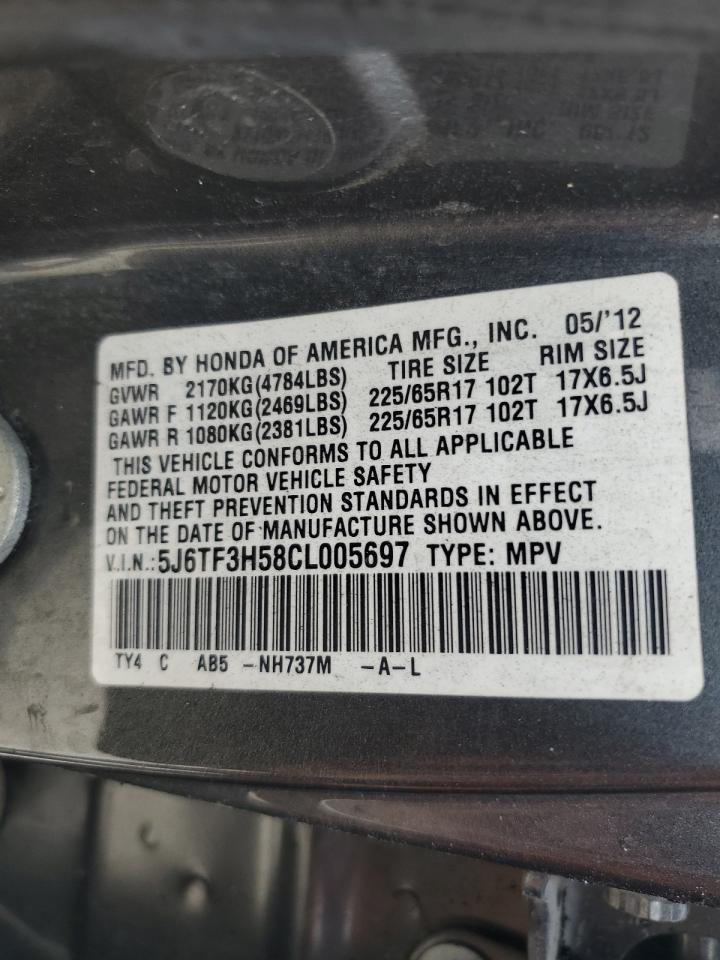 MFD. BY HONDA OF AMERICA MFG., INC. 05/'12
GVWR 2170KG(4784LBS) TIRE SIZE RIM SIZE
GAWR F 1120KG(2469LBS) 225/65R17 102T 17X6.5J
GAWR R 1080KG(2381LBS) 225/65R17 102T 17X6.5J
THIS VEHICLE CONFORMS TO ALL APPLICABLE
FEDERAL MOTOR VEHICLE SAFETY
AND THEFT PREVENTION STANDARDS IN EFFECT
ON THE DATE OF MANUFACTURE SHOWN ABOVE.
V.I.N.: 5J6TF3H58CL005697 TYPE: MPV
TY4 C AB5 -NH737M -A-L